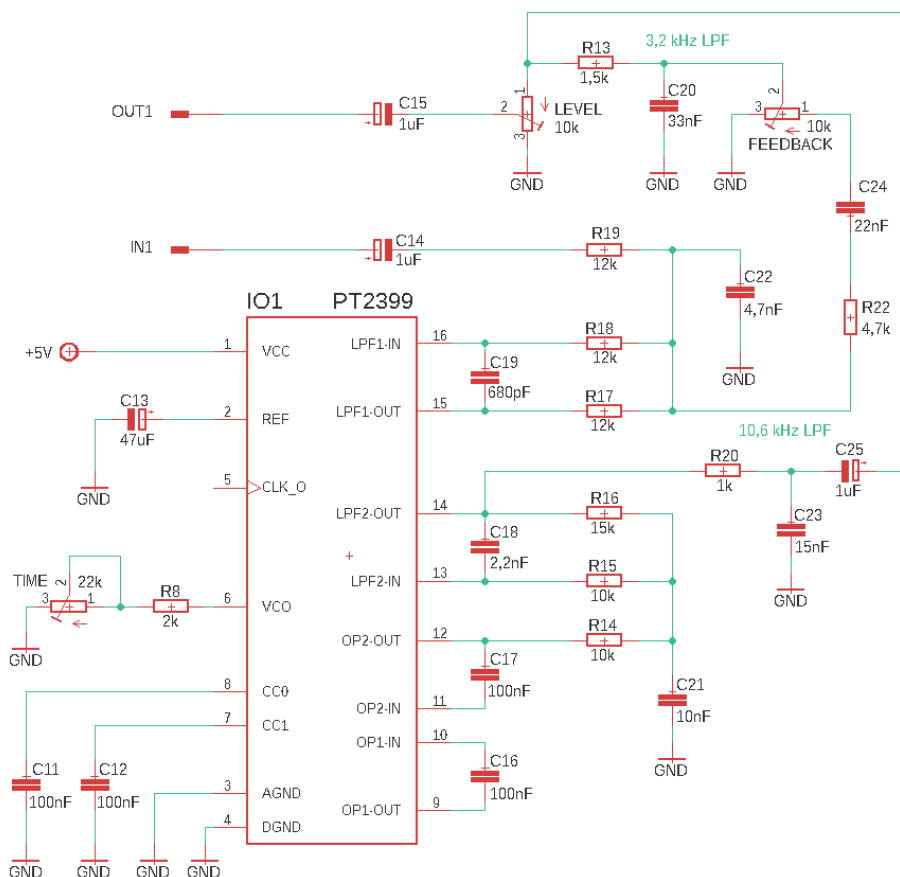 3,2 kHz LPF
R13
1,5k
C15
1uF
OUT1
1
2
3
LEVEL
10k
C20
33nF
2
3
1
10k
FEEDBACK
GND
GND
GND
C24
22nF
IN1
C14
1uF
R19
12k
C22
4,7nF
R22
4,7k
GND
IO1
PT2399
+5V
1
VCC
LPF1-IN
16
R18
12k
C19
680pF
C13
47uF
2
REF
LPF1-OUT
15
R17
12k
GND
10,6 kHz LPF
5
CLK_O
R20
1k
C25
1uF
LPF2-OUT
14
R16
15k
C23
15nF
C18
2,2nF
GND
TIME
22k
2
3
1
R8
2k
6
VCO
LPF2-IN
13
R15
10k
GND
OP2-OUT
12
R14
10k
C17
100nF
8
CC0
OP2-IN
11
C21
10nF
7
CC1
OP1-IN
10
GND
C11
100nF
C12
100nF
C16
100nF
3
AGND
OP1-OUT
9
4
DGND
GND
GND
GND
GND